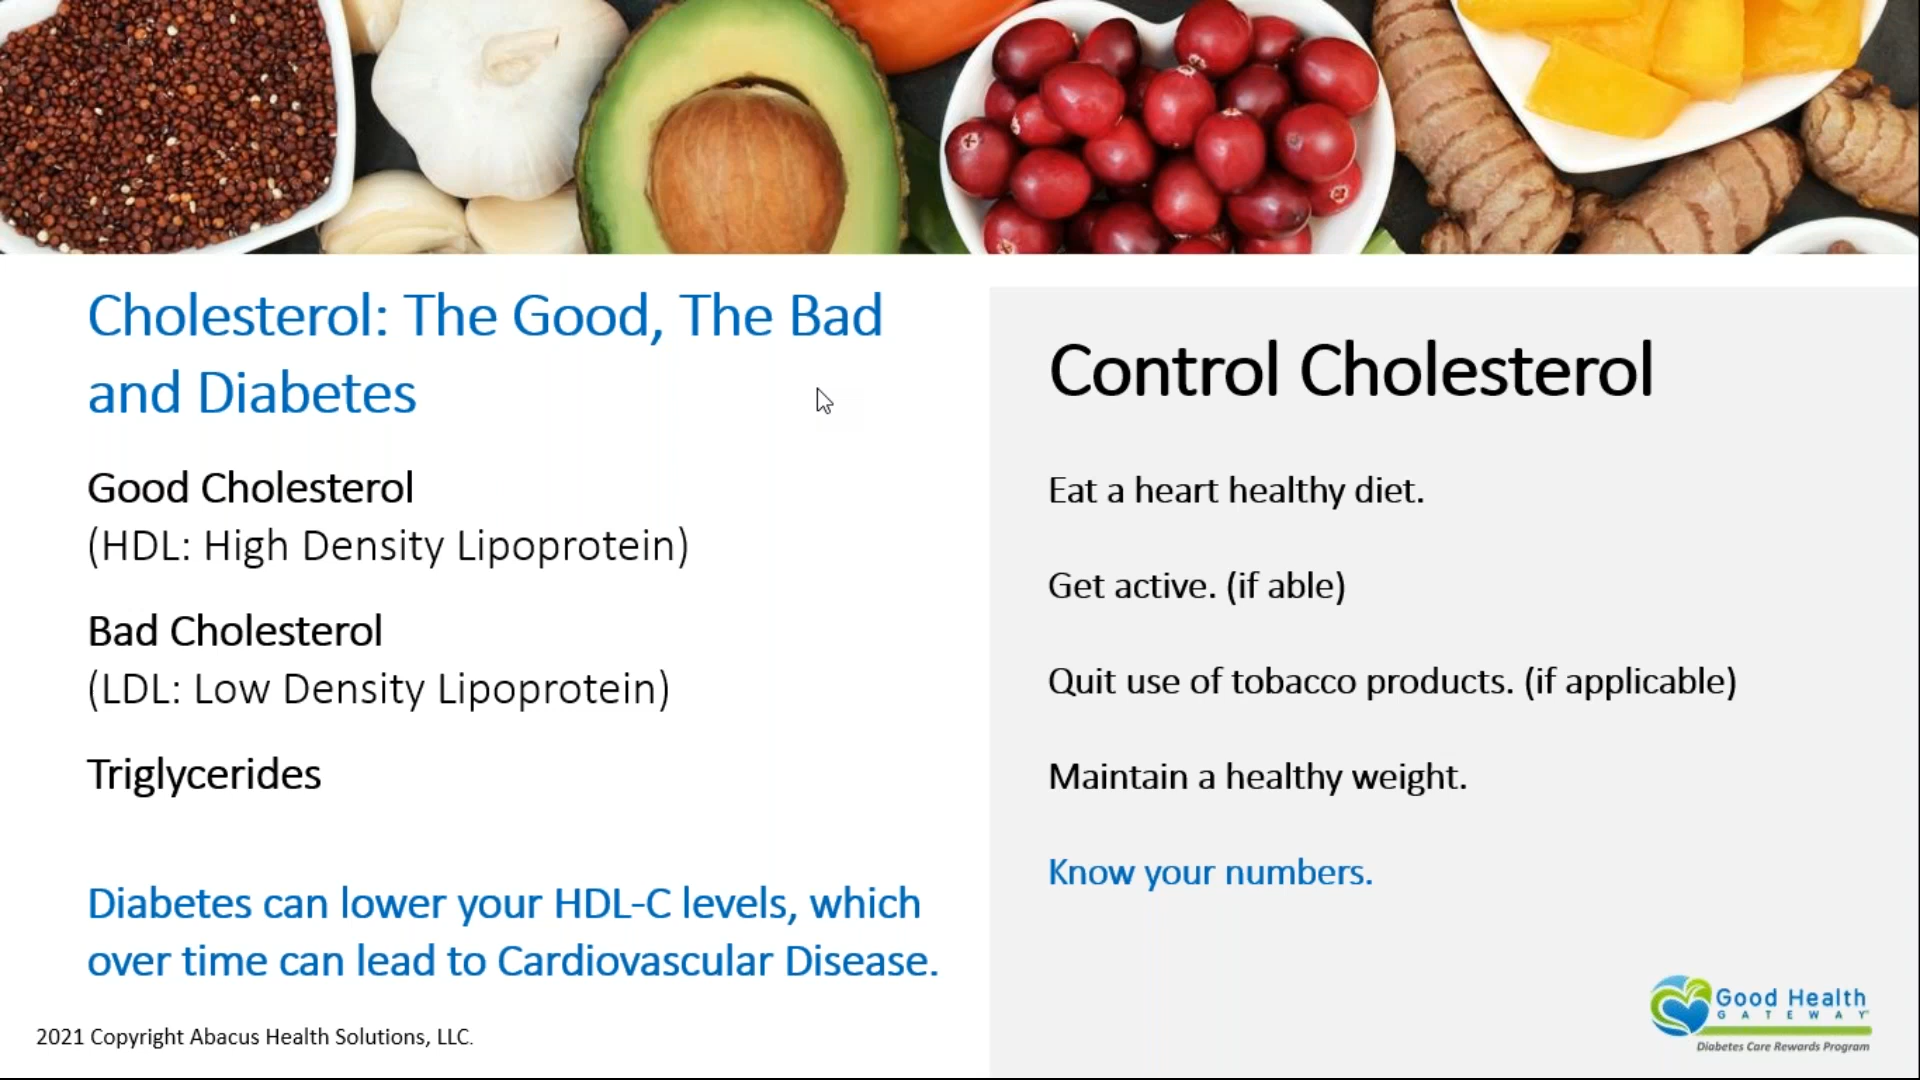 Cholesterol: The Good, The Bad
and Diabetes
Good Cholesterol
(HDL: High Density Lipoprotein)
Bad Cholesterol
(LDL: Low Density Lipoprotein)
Triglycerides
Diabetes can lower your HDL-C levels, which
over time can lead to Cardiovascular Disease.
2021 Copyright Abacus Health Solutions, LLC.
Control Cholesterol
Eat a heart healthy diet.
Get active. (if able)
Quit use of tobacco products. (if applicable)
Maintain a healthy weight.
Know your numbers.
Good Health
GATEWAY
Diabetes Care Rewards Program